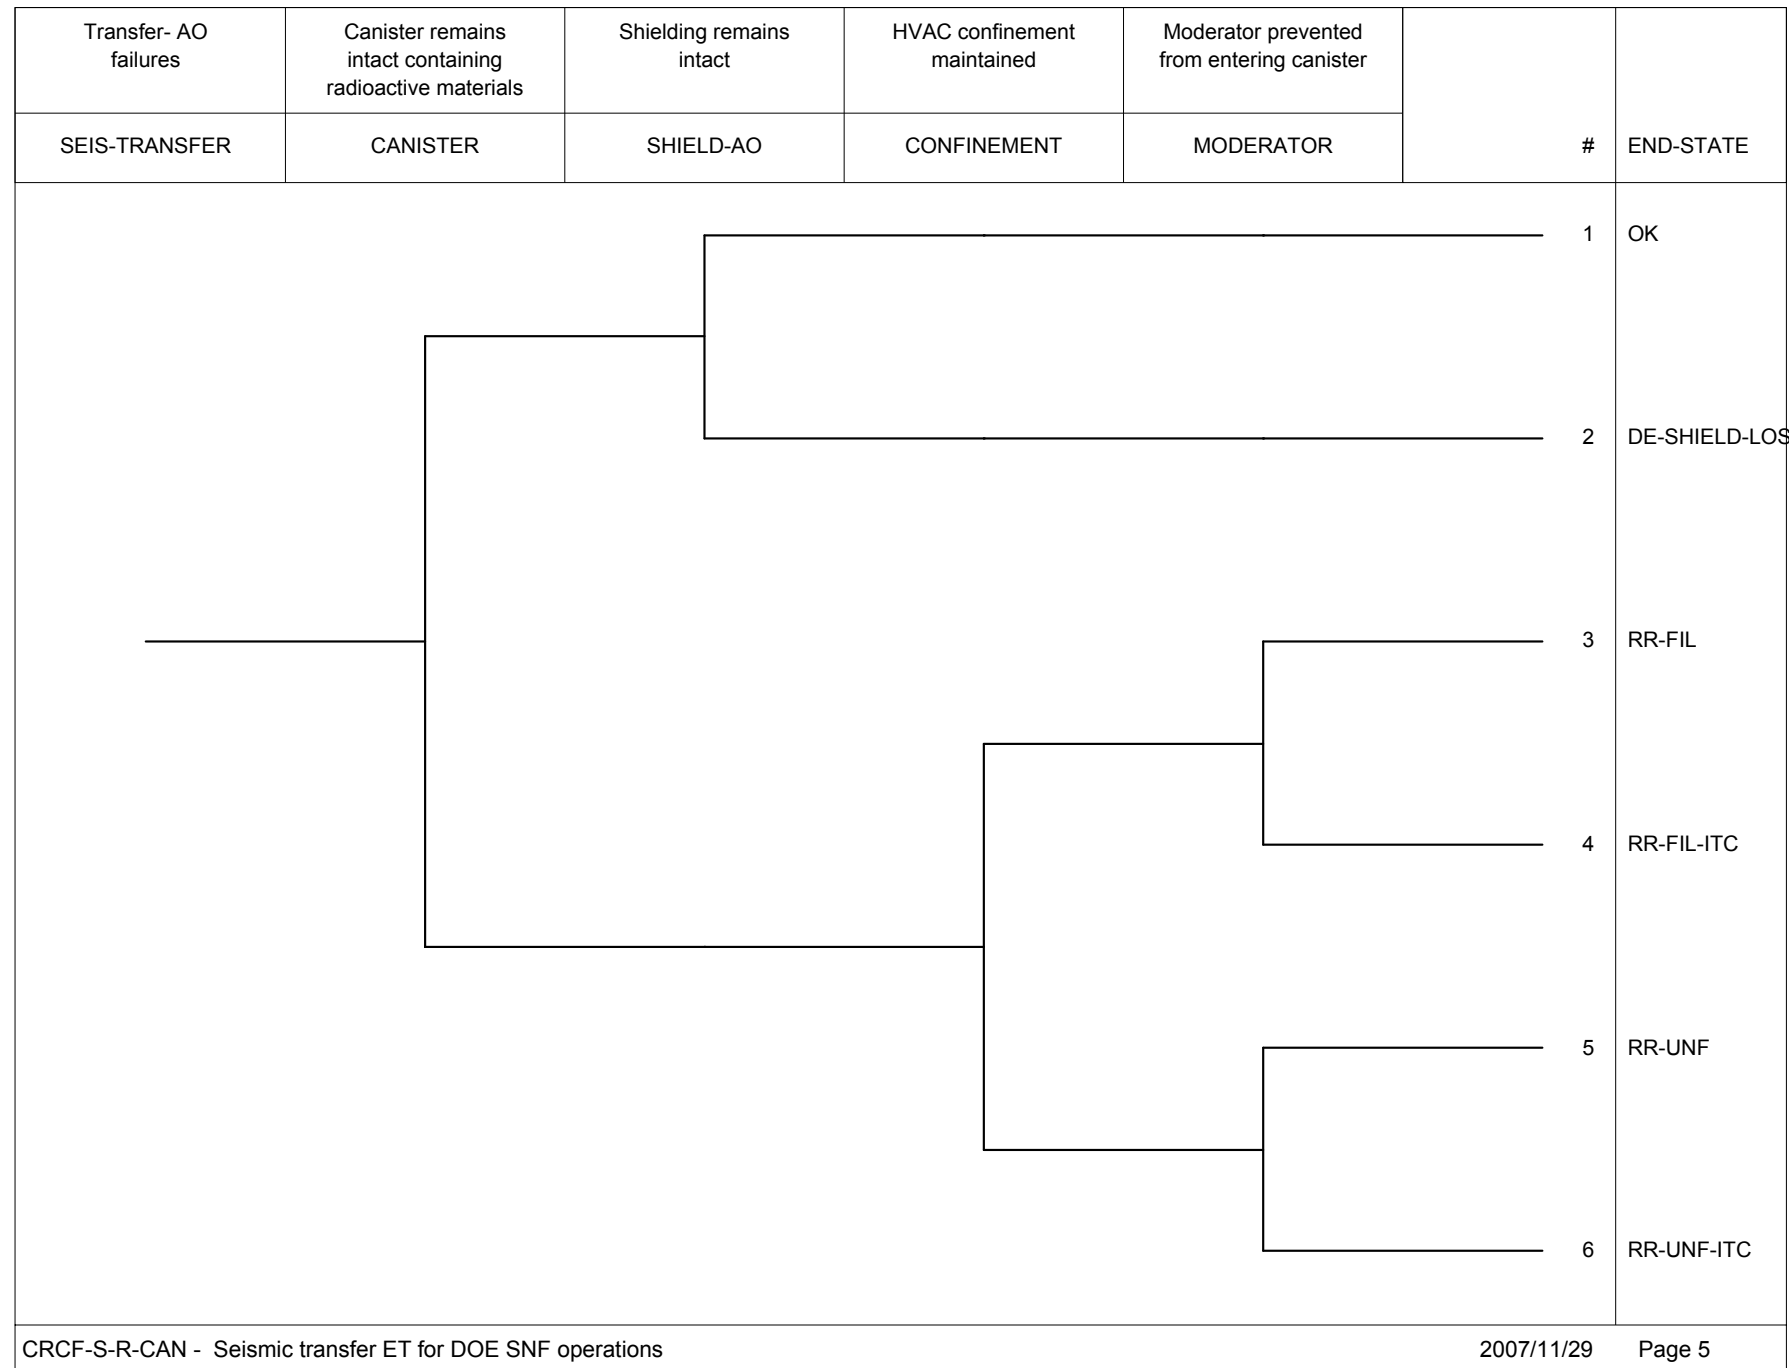 Transfer- AO
failures
Canister remains
intact containing
radioactive materials
Shielding remains
intact
HVAC confinement
maintained
Moderator prevented
from entering canister
SEIS-TRANSFER
CANISTER
SHIELD-AO
CONFINEMENT
MODERATOR
#
END-STATE
1 OK
2 DE-SHIELD-LOS
3 RR-FIL
4 RR-FIL-ITC
5 RR-UNF
6 RR-UNF-ITC
CRCF-S-R-CAN - Seismic transfer ET for DOE SNF operations
2007/11/29 Page 5